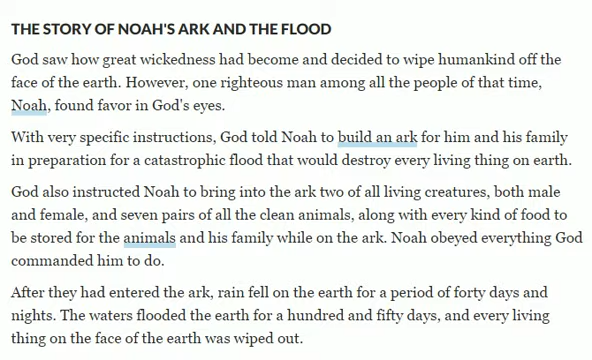 THE STORY OF NOAH'S ARK AND THE FLOOD
God saw how great wickedness had become and decided to wipe humankind off the
face of the earth. However, one righteous man among all the people of that time,
Noah, found favor in God's eyes.
With very specific instructions, God told Noah to build an ark for him and his family
in preparation for a catastrophic flood that would destroy every living thing on earth.
God also instructed Noah to bring into the ark two of all living creatures, both male
and female, and seven pairs of all the clean animals, along with every kind of food to
be stored for the animals and his family while on the ark. Noah obeyed everything God
commanded him to do.
After they had entered the ark, rain fell on the earth for a period of forty days and
nights. The waters flooded the earth for a hundred and fifty days, and every living
thing on the face of the earth was wiped out.